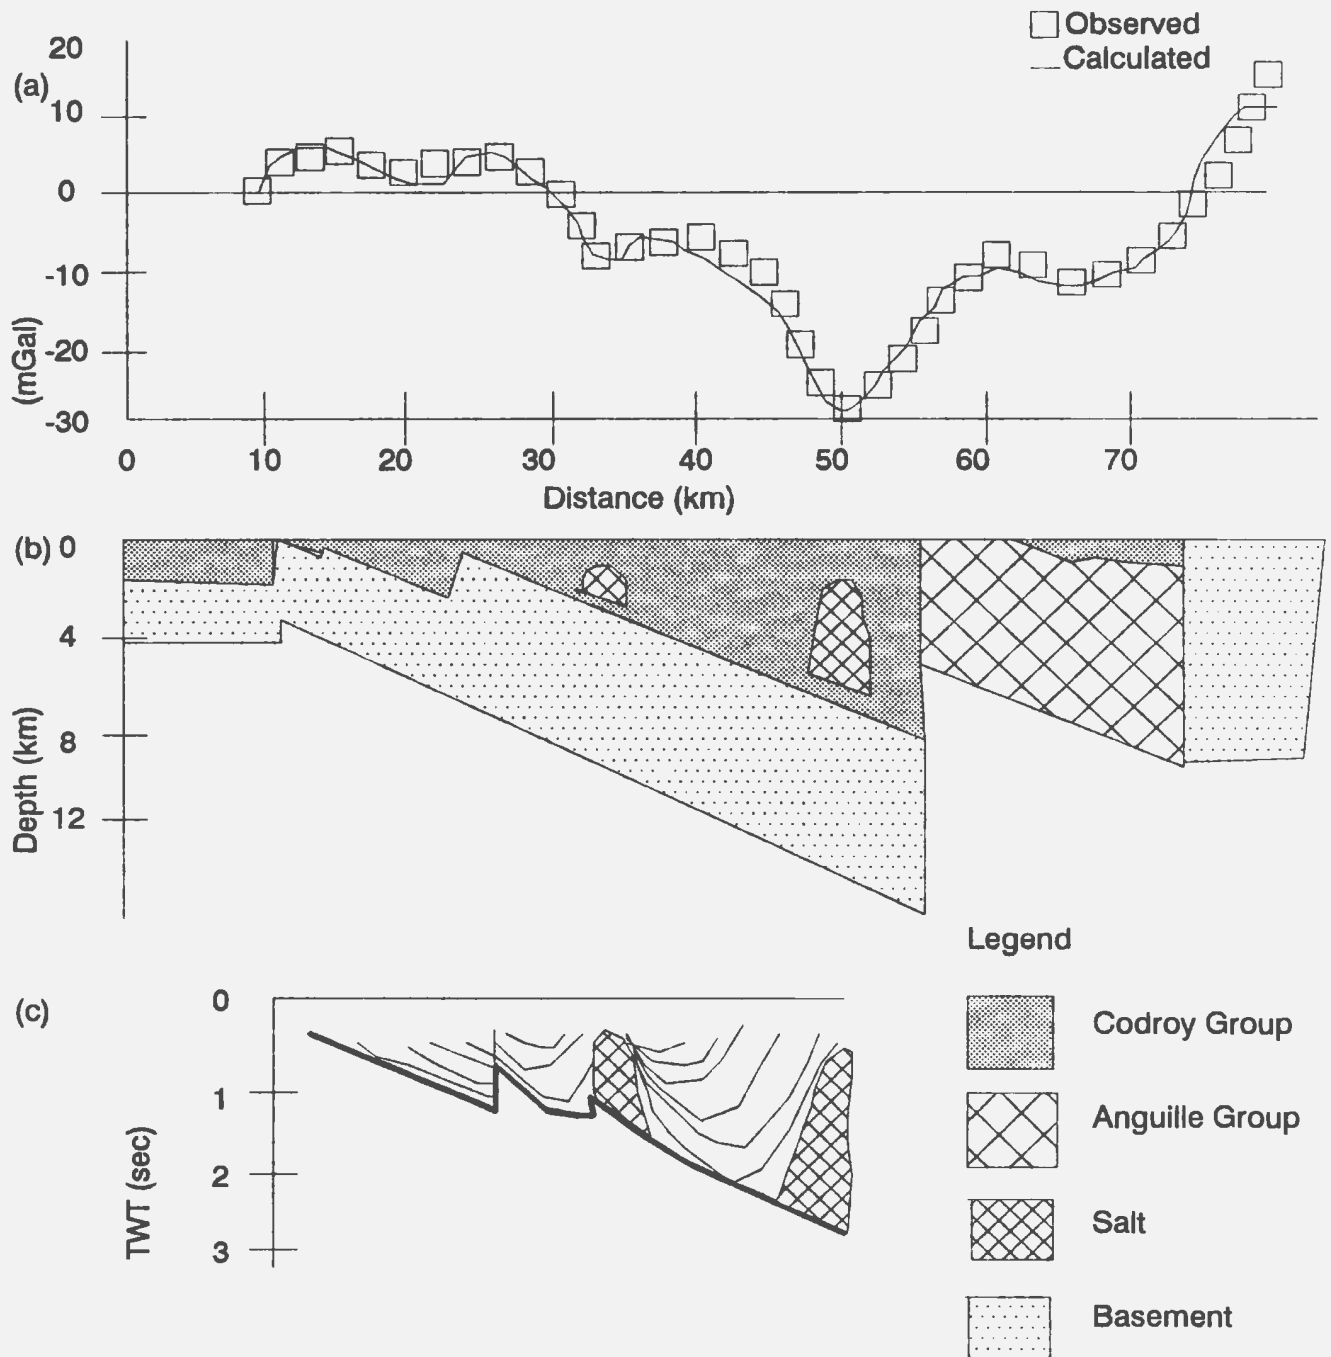 Observed
Calculated
(a)
20
10
0
-10
-20
-30
(mGal)
0 10 20 30 40 50 60 70
Distance (km)
(b)
0
4
8
12
Depth (km)
Legend
Codroy Group
Anguille Group
Salt
Basement
(c)
0
1
2
3
TWT (sec)